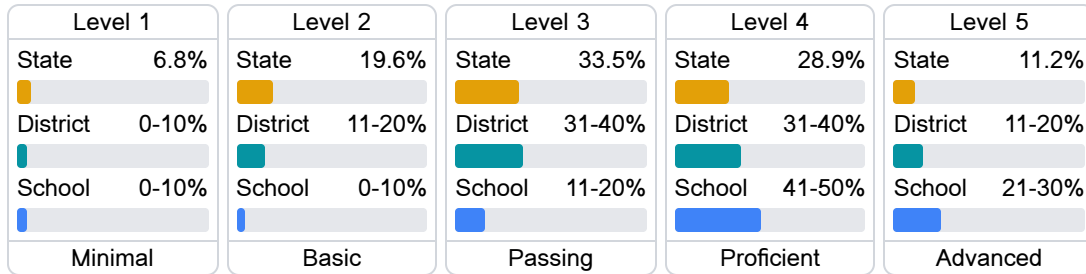 Level 1
State 6.8%
District 0-10%
School 0-10%
Minimal
Level 2
State 19.6%
District 11-20%
School 0-10%
Basic
Level 3
State 33.5%
District 31-40%
School 11-20%
Passing
Level 4
State 28.9%
District 31-40%
School 41-50%
Proficient
Level 5
State 11.2%
District 11-20%
School 21-30%
Advanced